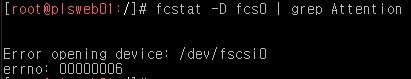 [root@plsweb01:/]# fcstat -D fcs0 | grep Attention
Error opening device: /dev/fscsi0
errno: 00000006